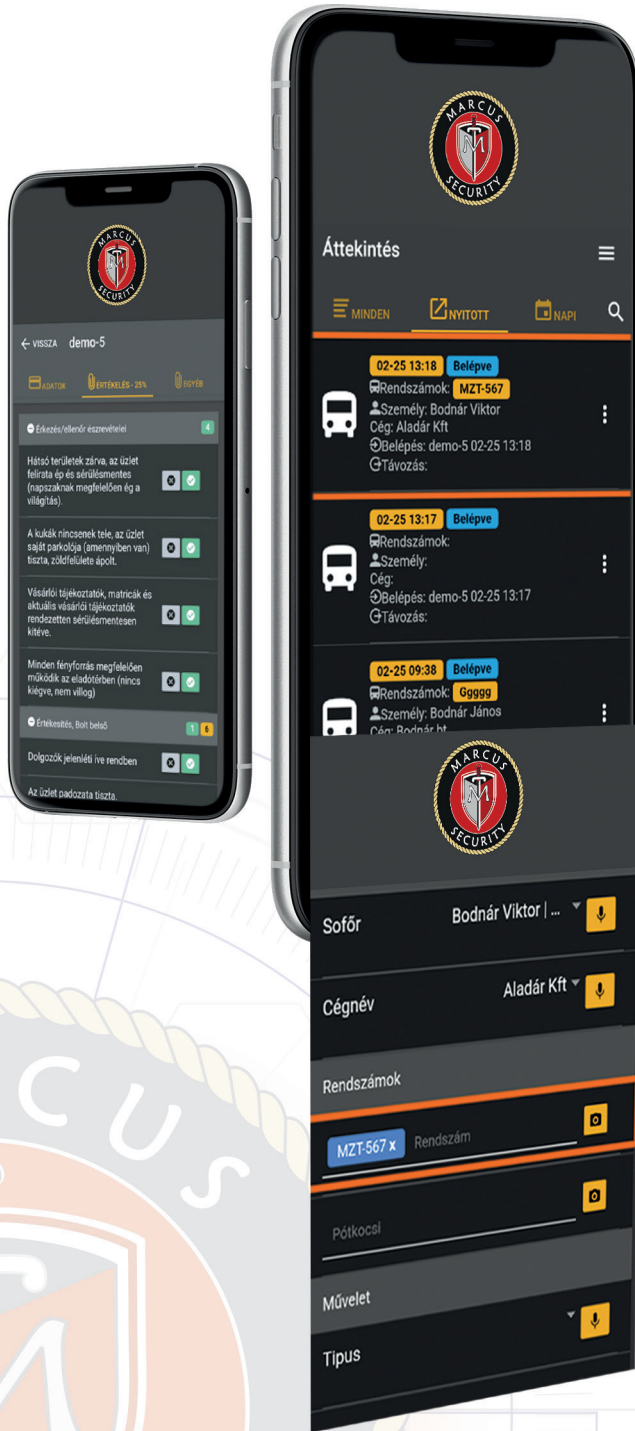 MARCUS
SECURITY
← VISSZA demo-5
ADATOK
ÉRTÉKELÉS - 25%
EGYÉB
Érkezés/ellenőr észrevételei 4
Hátsó területek zárva, az üzlet
felirata ép és sérülésmentes
(napszaknak megfelelően ég a
világítás).
A kukák nincsenek tele, az üzlet
saját parkolója (amennyiben van)
tiszta, zöldfelülete ápolt.
Vásárlói tájékoztatók, matricák és
aktuális vásárlói tájékoztatók
rendezetten sérülésmentesen
kitéve.
Minden fényforrás megfelelően
működik az eladótérben (nincs
kiégve, nem villog)
Értékesítés, Bolt belső 1 6
Dolgozók jelenléti íve rendben
Az üzlet padozata tiszta.
MARCUS
SECURITY
Áttekintés
MINDEN
NYITOTT
NAPI
02-25 13:18 Belépve
Rendszámok: MZT-567
Személy: Bodnár Viktor
Cég: Aladár Kft
Belépés: demo-5 02-25 13:18
Távozás:
02-25 13:17 Belépve
Rendszámok:
Személy:
Cég:
Belépés: demo-5 02-25 13:17
Távozás:
02-25 09:38 Belépve
Rendszámok: Ggggg
Személy: Bodnár János
Cég: Bodnár bt
MARCUS
SECURITY
Sofőr Bodnár Viktor | ...
Cégnév Aladár Kft
Rendszámok
MZT-567 x Rendszám
Pótkocsi
Művelet
Tipus
CUS
M